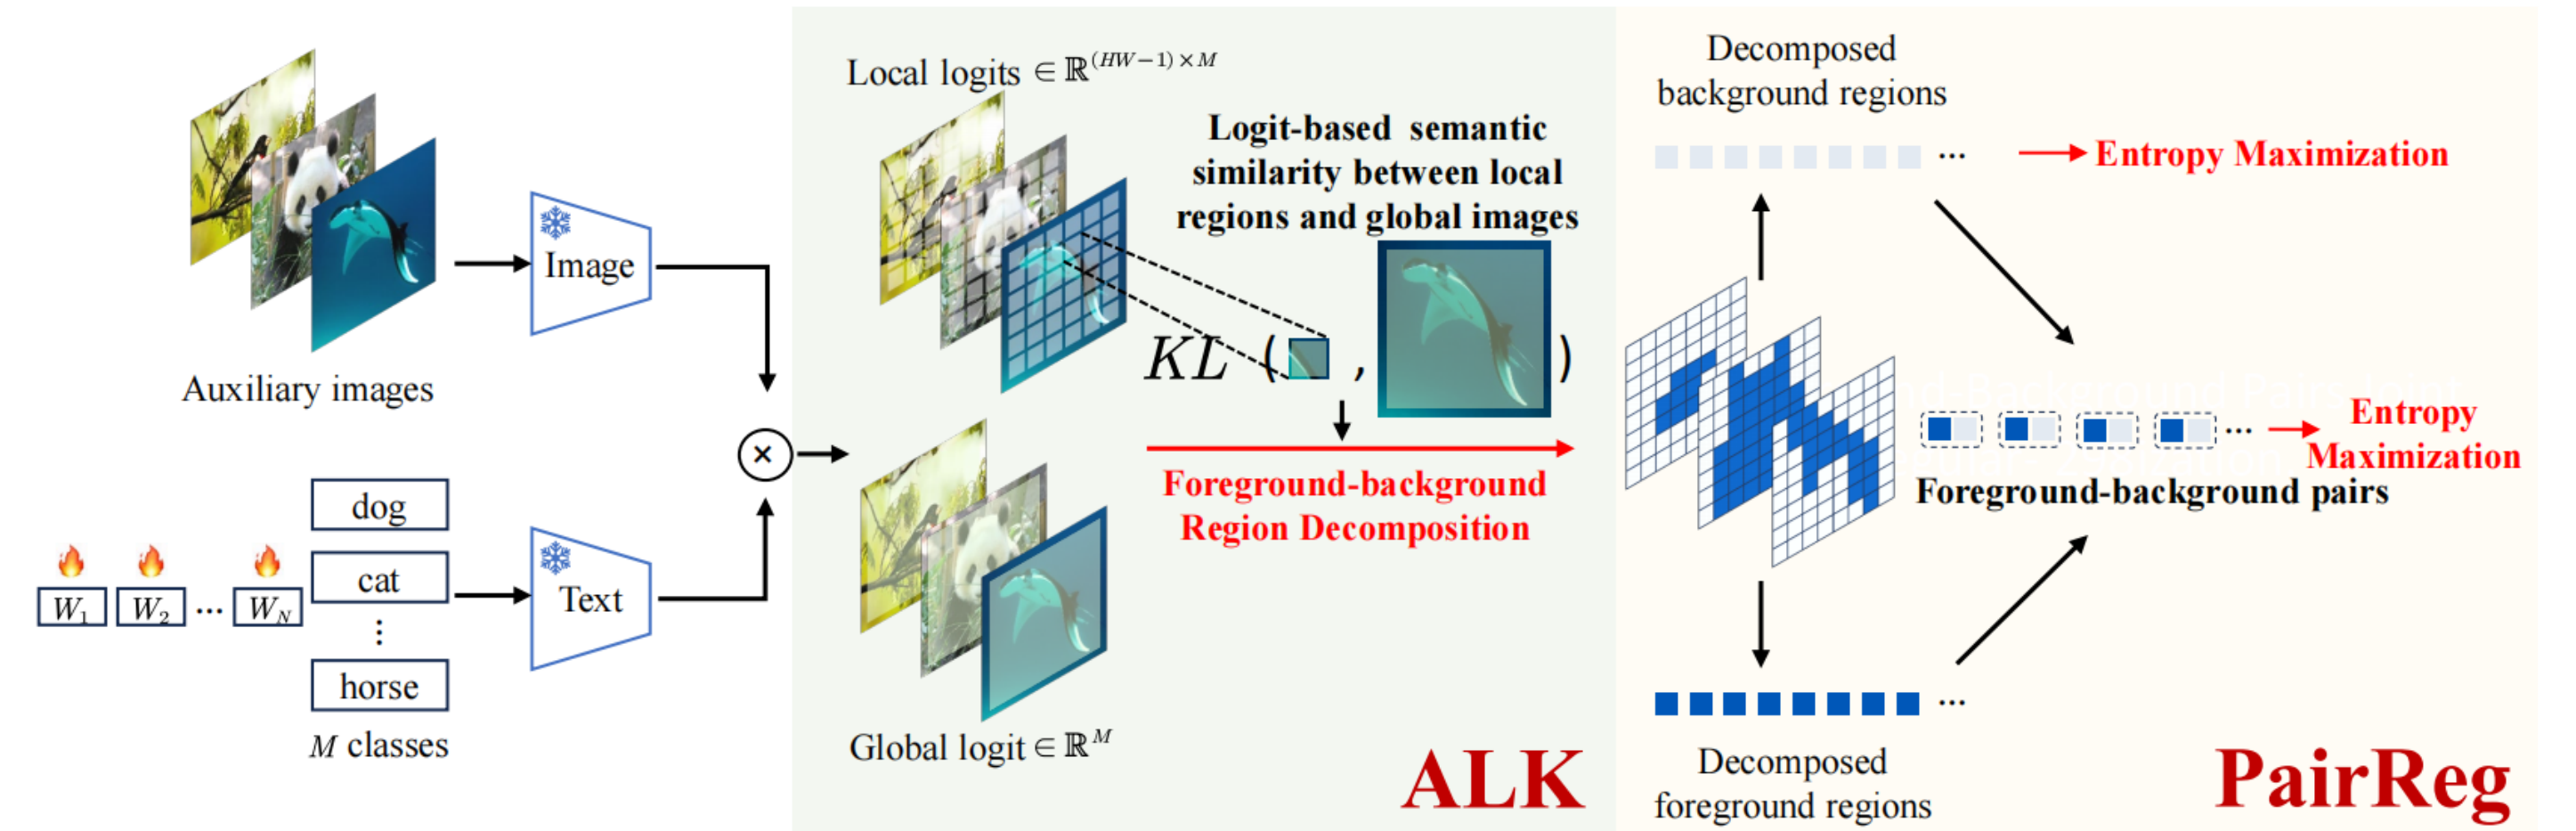 Auxiliary images
Image
dog
cat
⋮
horse
W₁ W₂ ... W_N
M classes
Text
×
Local logits ∈ ℝ^(HW−1)×M
Logit-based semantic
similarity between local
regions and global images
KL ( , )
Foreground-background
Region Decomposition
Global logit ∈ ℝ^M
ALK
Decomposed
background regions
... Entropy Maximization
... Entropy
Maximization
Foreground-background pairs
...
Decomposed
foreground regions
PairReg